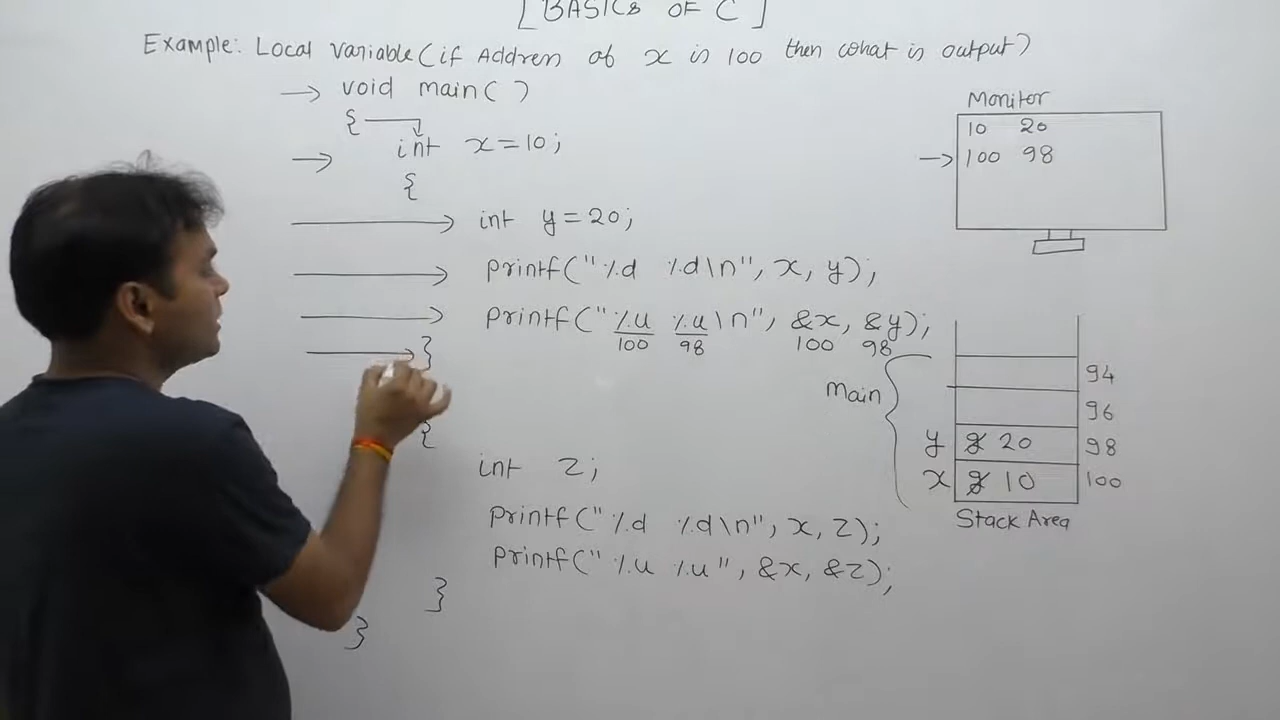 [BASICS OF C]
Example: Local variable (if Address of x is 100 then what is output)
void main( )
{
int x = 10;
{
int y = 20;
printf("%d %d\n", x, y);
printf("%u %u\n", &x, &y);
100 98 100 98
}
{
int z;
printf("%d %d\n", x, z);
printf("%u %u", &x, &z);
}
}
Monitor
10 20
100 98
Main
94
96
y g 20 98
x g 10 100
Stack Area